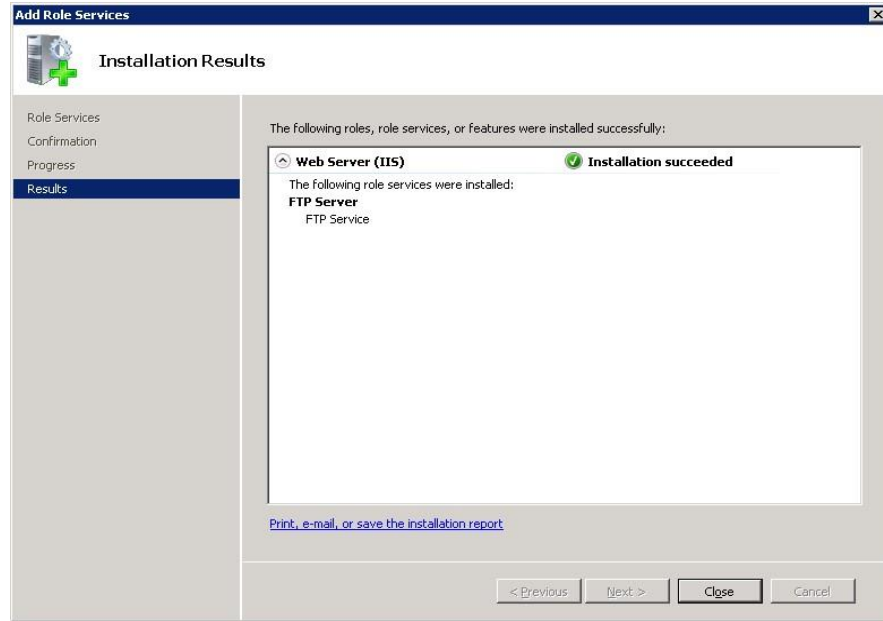 Add Role Services
Installation Results
Role Services
Confirmation
Progress
Results
The following roles, role services, or features were installed successfully:
Web Server (IIS)	Installation succeeded
The following role services were installed:
FTP Server
FTP Service
Print, e-mail, or save the installation report
< Previous	Next >	Close	Cancel